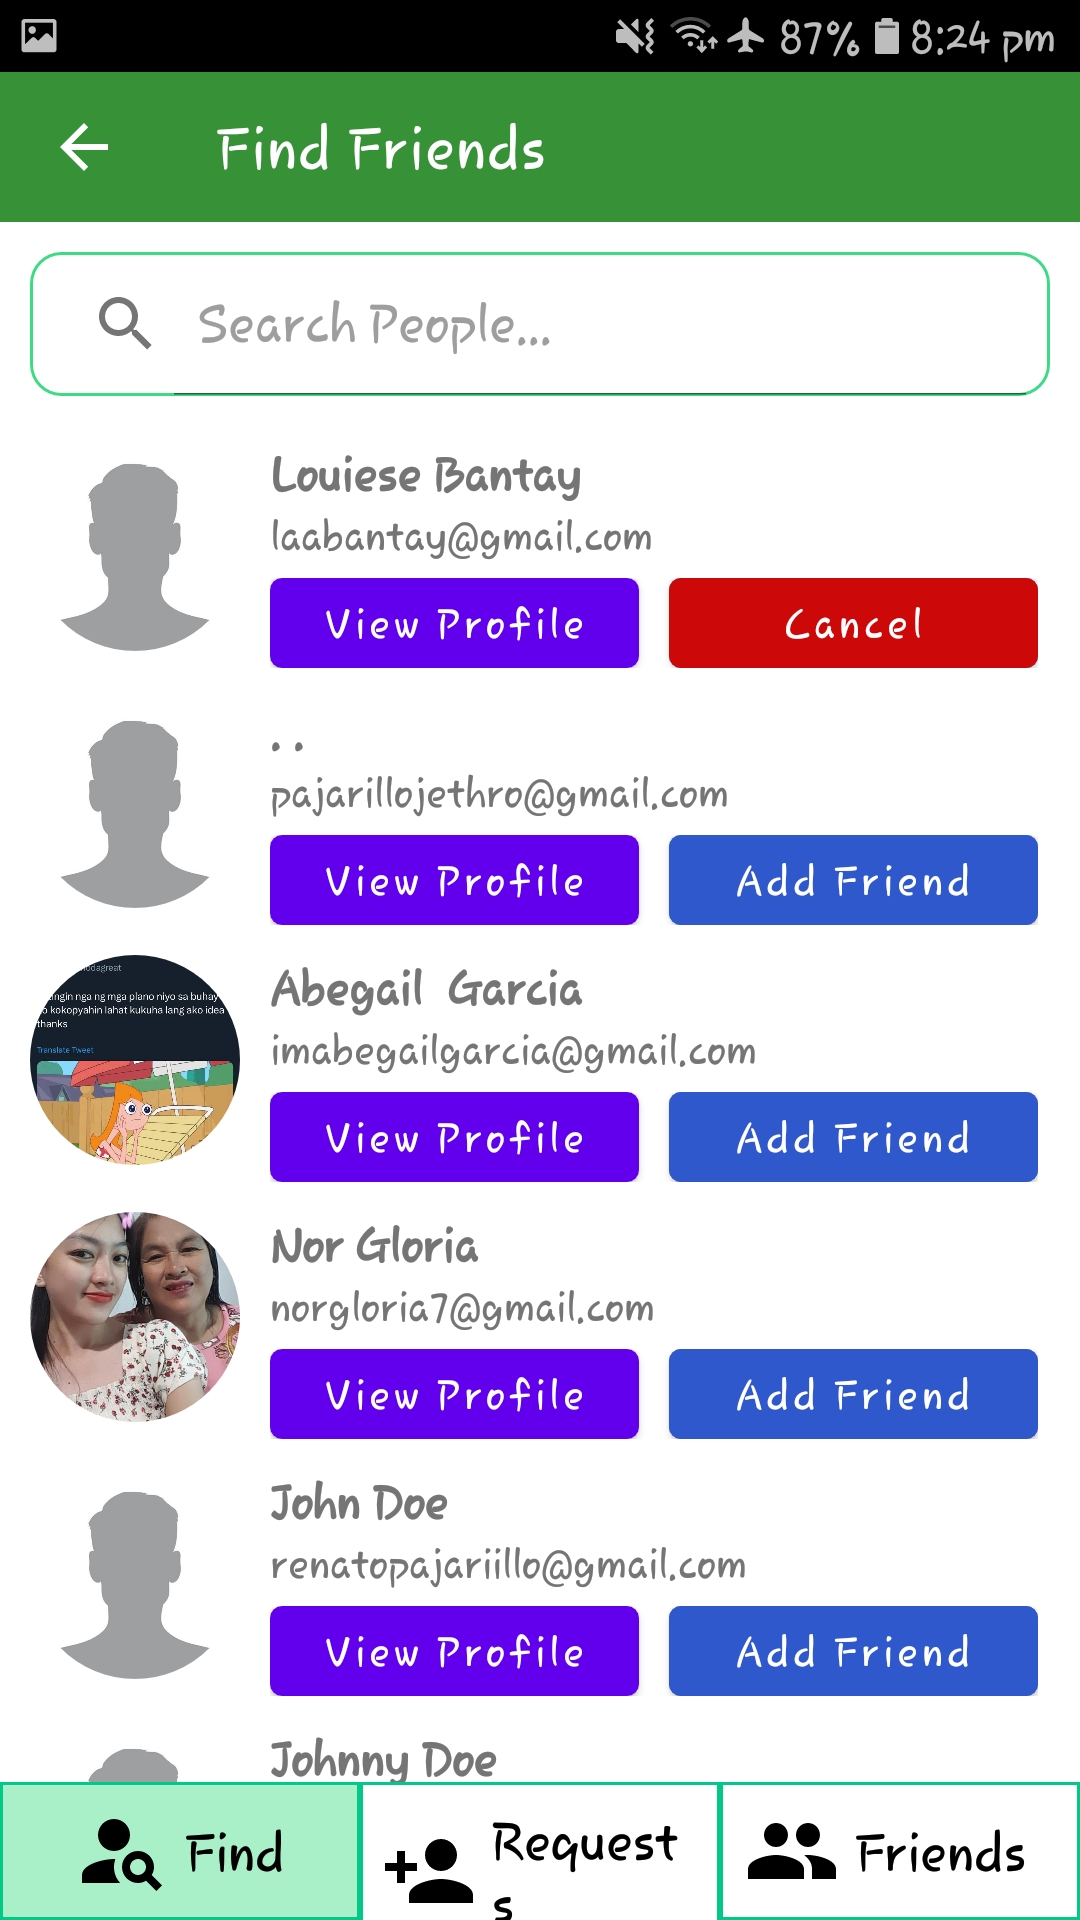 87% 8:24 pm
Find Friends
Search People...
Louiese Bantay
laabantay@gmail.com
View Profile Cancel
. .
pajarillojethro@gmail.com
View Profile Add Friend
nga ng mga plano niyo sa buhay
kokopyahin lahat kukuha lang ako idea
thanks
Translate Tweet
Abegail Garcia
imabegailgarcia@gmail.com
View Profile Add Friend
Nor Gloria
norgloria7@gmail.com
View Profile Add Friend
John Doe
renatopajariillo@gmail.com
View Profile Add Friend
Johnny Doe
Find
Request
s
Friends